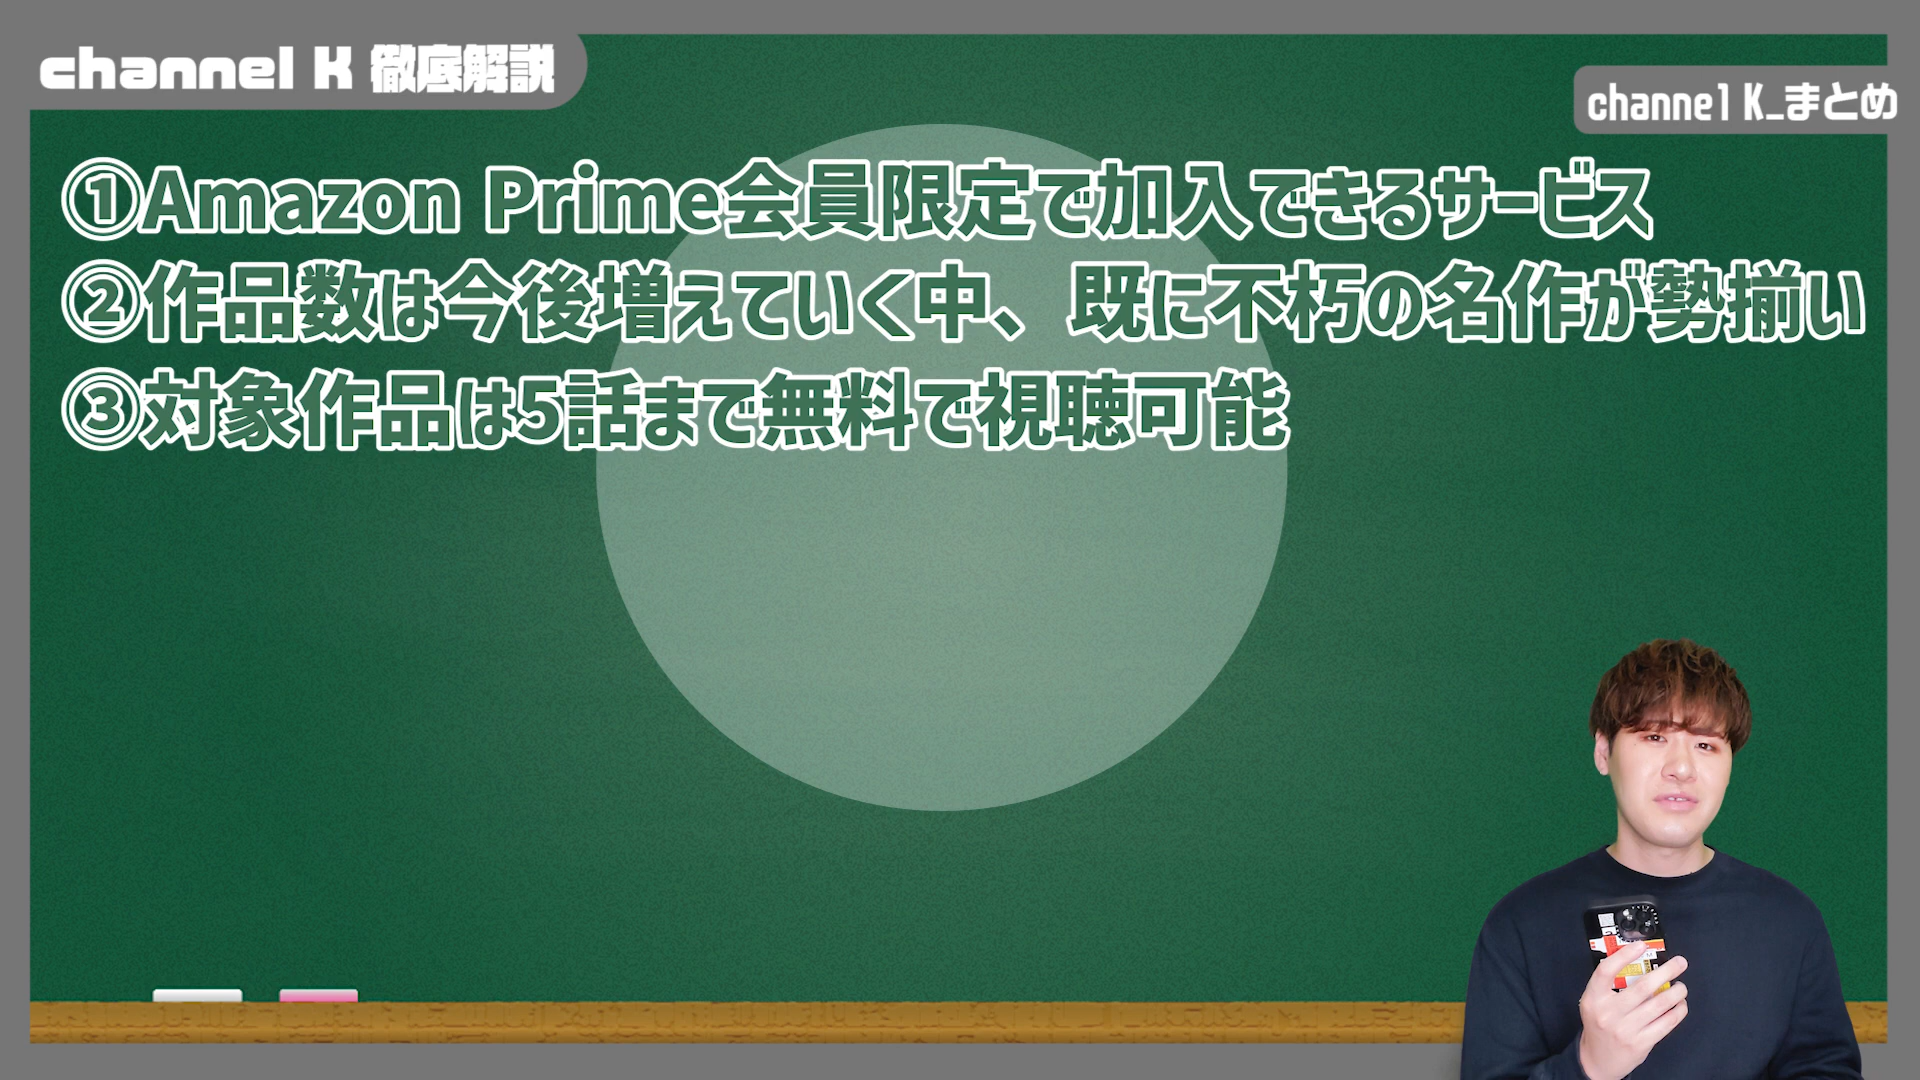 channel K 徹底解説
channel K_まとめ
①Amazon Prime会員限定で加入できるサービス
②作品数は今後増えていく中、既に不朽の名作が勢揃い
③対象作品は5話まで無料で視聴可能